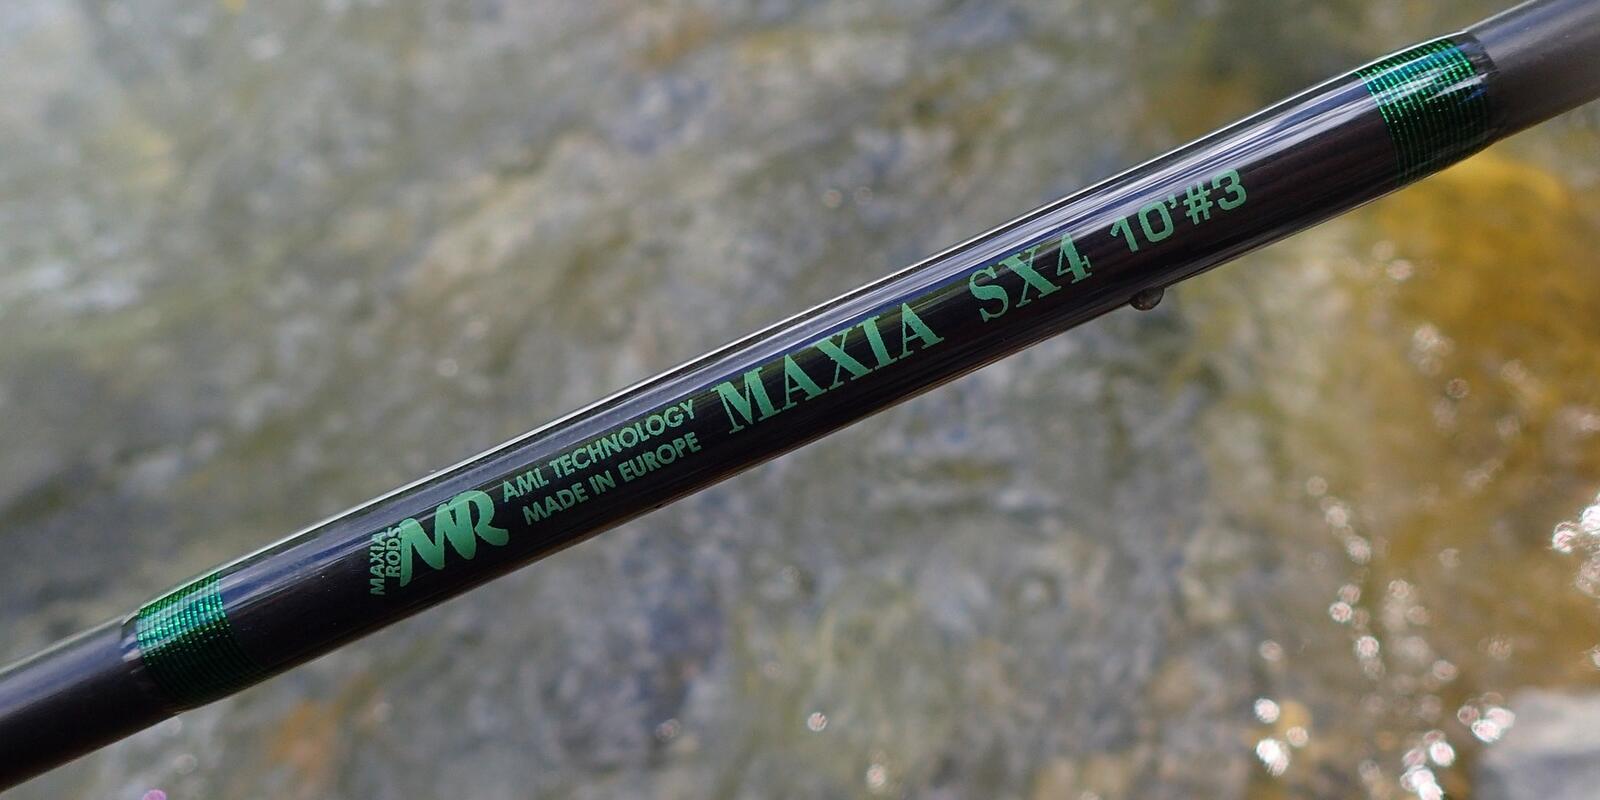 MAXIA
RODS
MR
AML TECHNOLOGY
MADE IN EUROPE
MAXIA SX4 10'#3